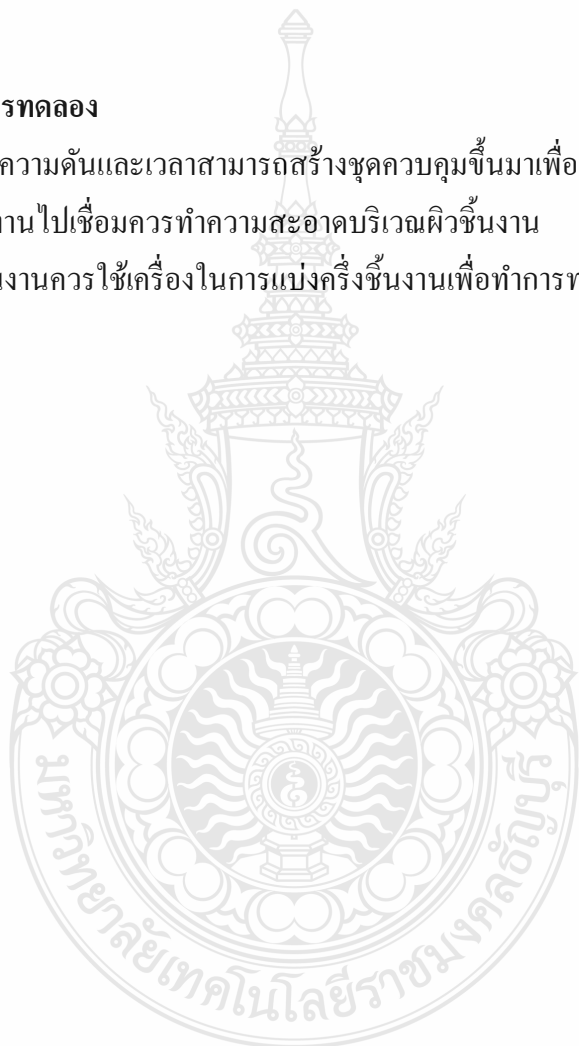 รทดลอง
ความดันและเวลาสามารถสร้างชุดควบคุมขึ้นมาเพื่อ
านไปเชื่อมควรทำความสะอาดบริเวณผิวชิ้นงาน
นงานควรใช้เครื่องในการแบ่งครึ่งชิ้นงานเพื่อทำการท
มหาวิทยาลัยเทคโนโลยีราชมงคลธัญบุรี